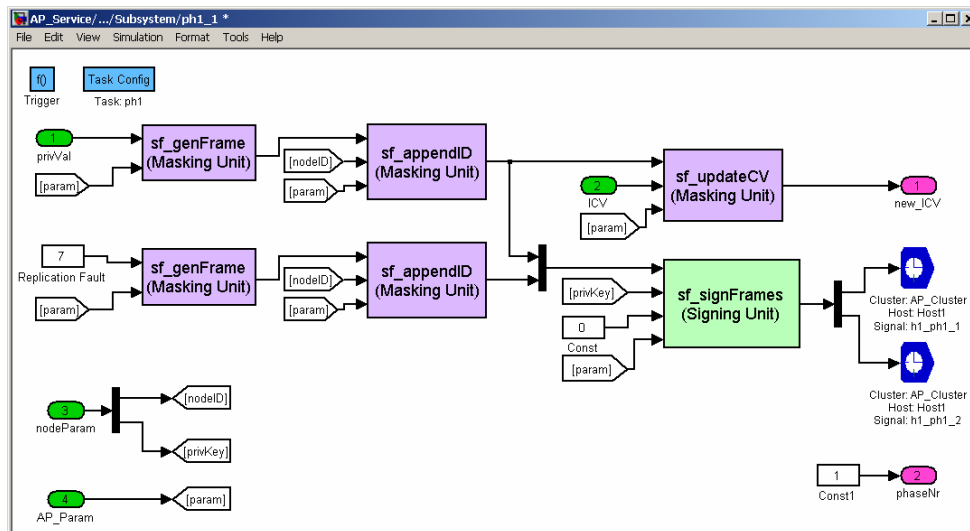 AP_Service/.../Subsystem/ph1_1 *
File Edit View Simulation Format Tools Help
f()
Trigger
Task Config
Task: ph1
1
privVal
[param]
sf_genFrame
(Masking Unit)
[nodeID]
[param]
sf_appendID
(Masking Unit)
2
ICV
[param]
sf_updateCV
(Masking Unit)
1
new_ICV
7
Replication Fault
[param]
sf_genFrame
(Masking Unit)
[nodeID]
[param]
sf_appendID
(Masking Unit)
[privKey]
0
Const
[param]
sf_signFrames
(Signing Unit)
Cluster: AP_Cluster
Host: Host1
Signal: h1_ph1_1
Cluster: AP_Cluster
Host: Host1
Signal: h1_ph1_2
3
nodeParam
[nodeID]
[privKey]
4
AP_Param
[param]
1
Const1
2
phaseNr